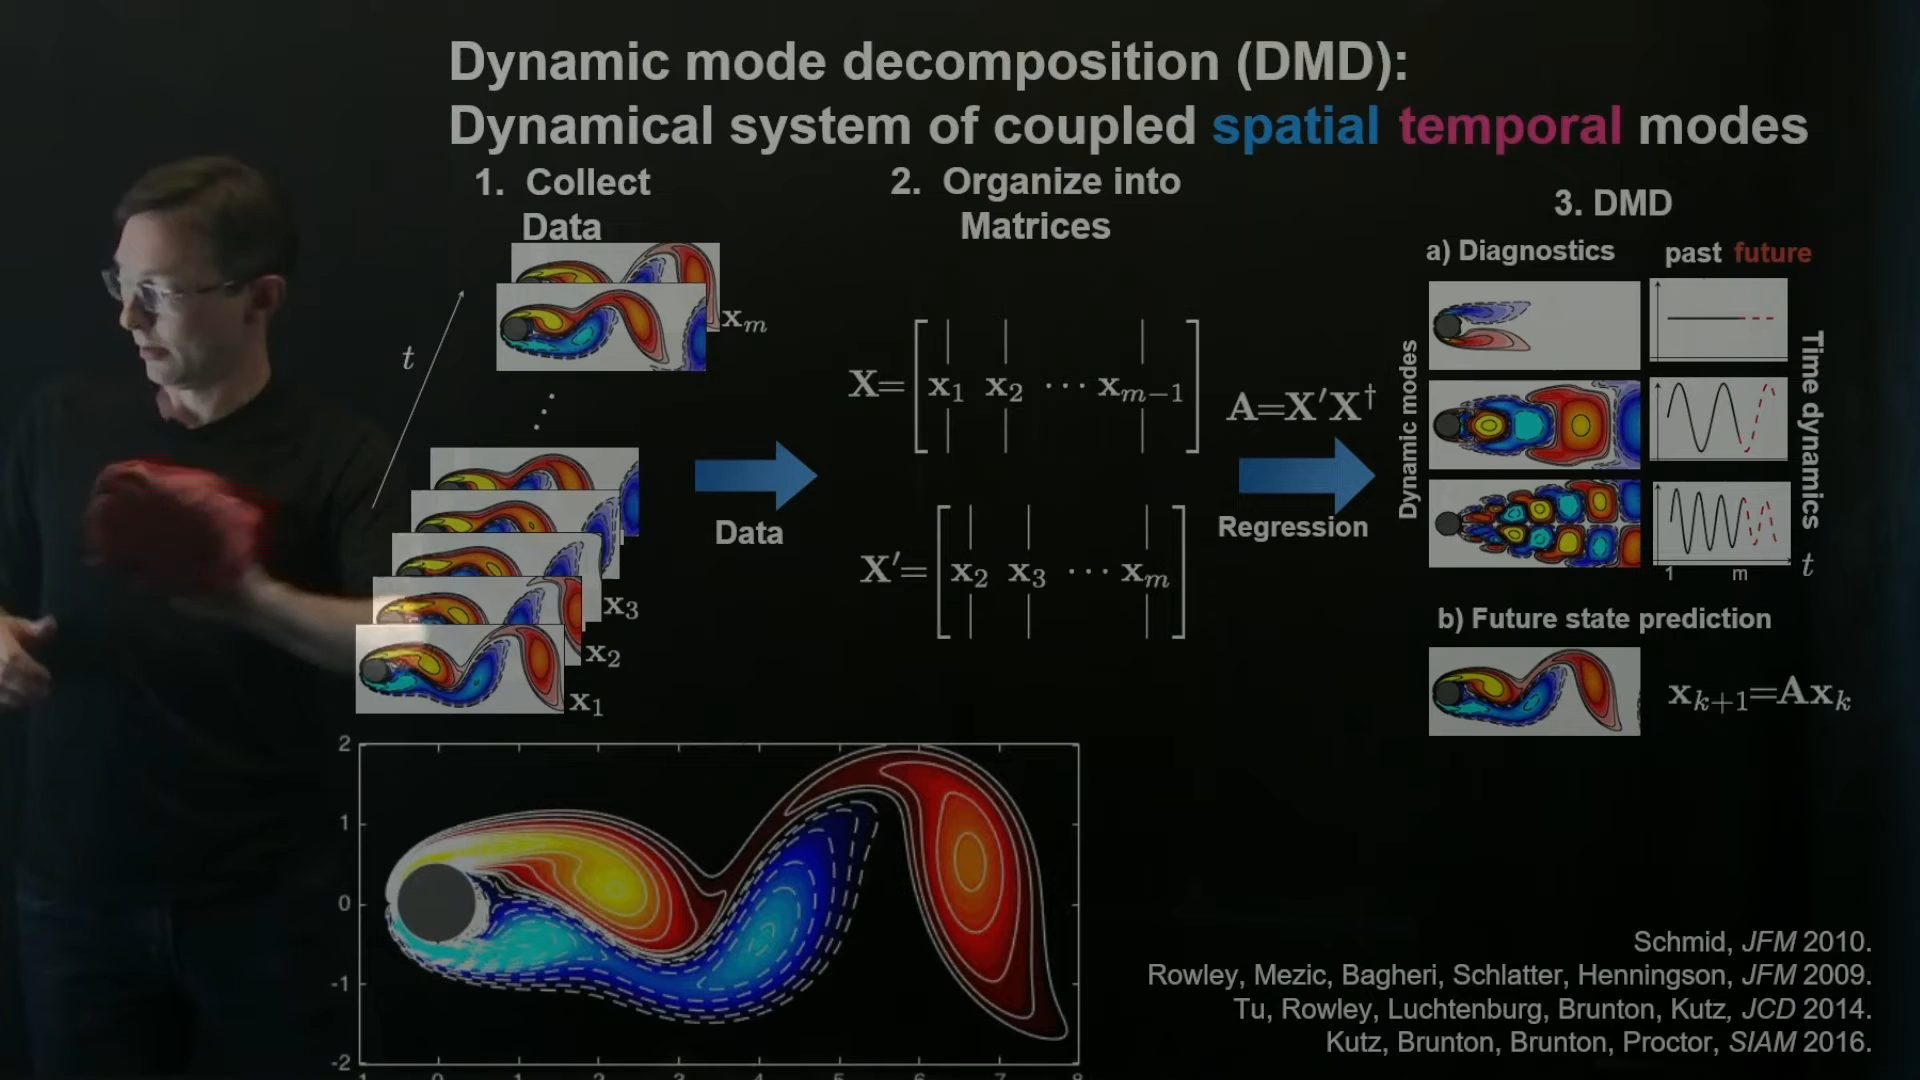 Dynamic mode decomposition (DMD):
Dynamical system of coupled spatial temporal modes
1. Collect
Data
t
x_m
⋮
x_3
x_2
x_1
Data
2. Organize into
Matrices
X=[x_1 x_2 ⋯ x_{m−1}]
X′=[x_2 x_3 ⋯ x_m]
A=X′X†
Regression
3. DMD
a) Diagnostics
past future
Dynamic modes
Time dynamics
1 m t
b) Future state prediction
x_{k+1}=Ax_k
2
1
0
-1
-2
Schmid, JFM 2010.
Rowley, Mezic, Bagheri, Schlatter, Henningson, JFM 2009.
Tu, Rowley, Luchtenburg, Brunton, Kutz, JCD 2014.
Kutz, Brunton, Brunton, Proctor, SIAM 2016.